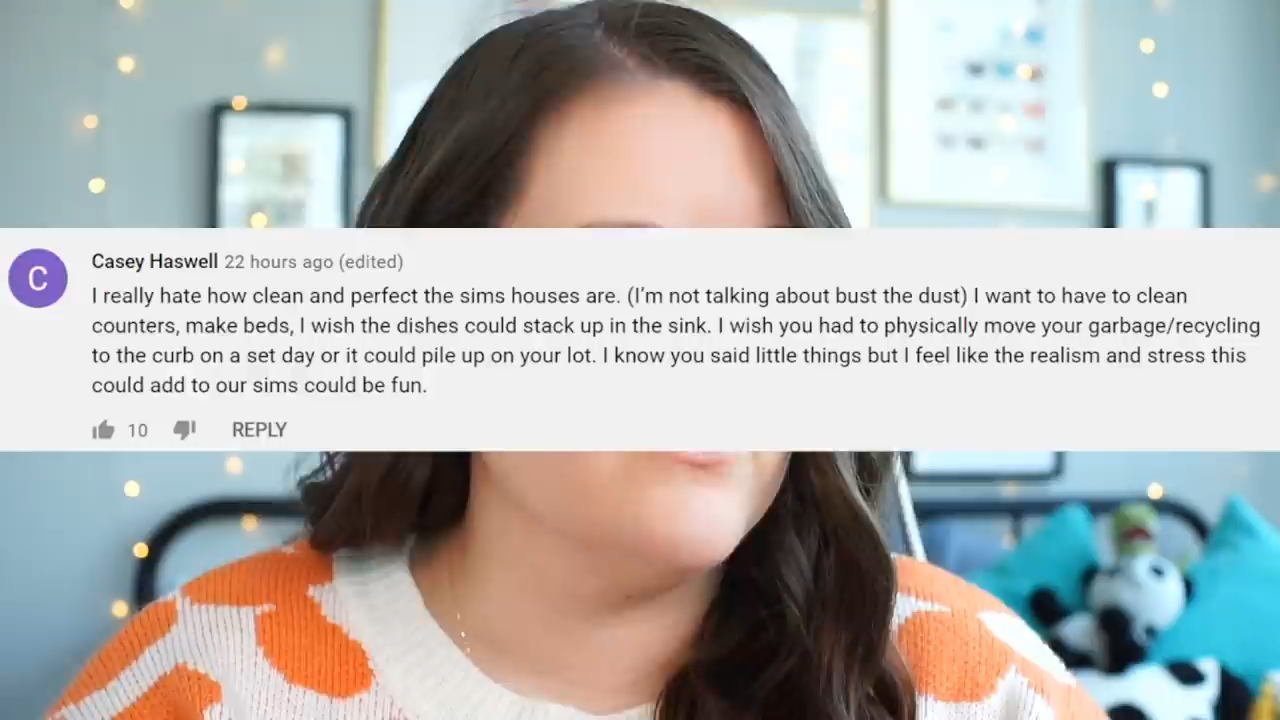 C
Casey Haswell 22 hours ago (edited)
I really hate how clean and perfect the sims houses are. (I'm not talking about bust the dust) I want to have to clean
counters, make beds, I wish the dishes could stack up in the sink. I wish you had to physically move your garbage/recycling
to the curb on a set day or it could pile up on your lot. I know you said little things but I feel like the realism and stress this
could add to our sims could be fun.
10 REPLY